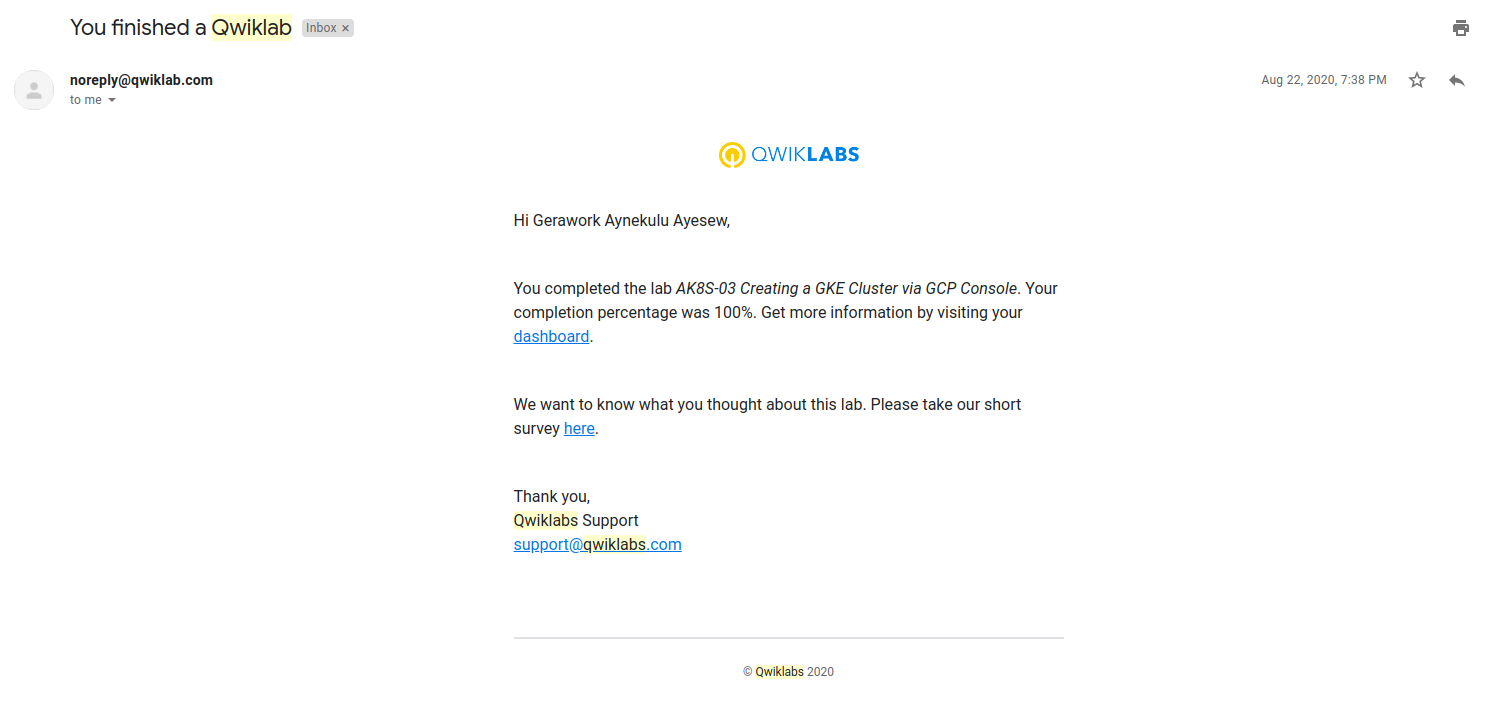 You finished a Qwiklab Inbox ×
noreply@qwiklab.com
Aug 22, 2020, 7:38 PM
to me
QWIKLABS
Hi Gerawork Aynekulu Ayesew,
You completed the lab AK8S-03 Creating a GKE Cluster via GCP Console. Your
completion percentage was 100%. Get more information by visiting your
dashboard.
We want to know what you thought about this lab. Please take our short
survey here.
Thank you,
Qwiklabs Support
support@qwiklabs.com
© Qwiklabs 2020